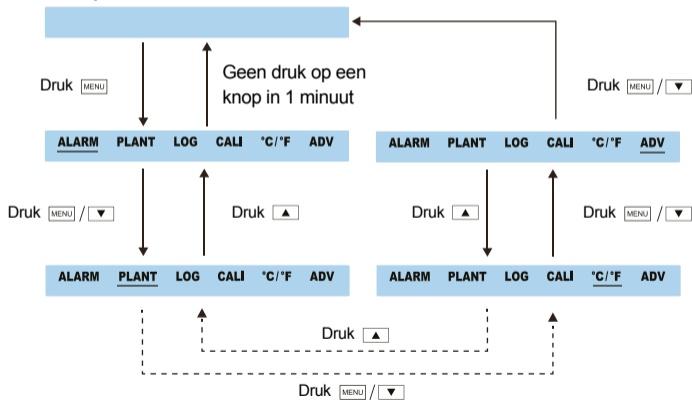 Geen druk op een
knop in 1 minuut
Druk MENU
Druk MENU / ▼
ALARM PLANT LOG CALI °C/°F ADV
ALARM PLANT LOG CALI °C/°F ADV
Druk MENU / ▼
Druk ▲
Druk ▲
Druk MENU / ▼
ALARM PLANT LOG CALI °C/°F ADV
ALARM PLANT LOG CALI °C/°F ADV
Druk ▲
Druk MENU / ▼